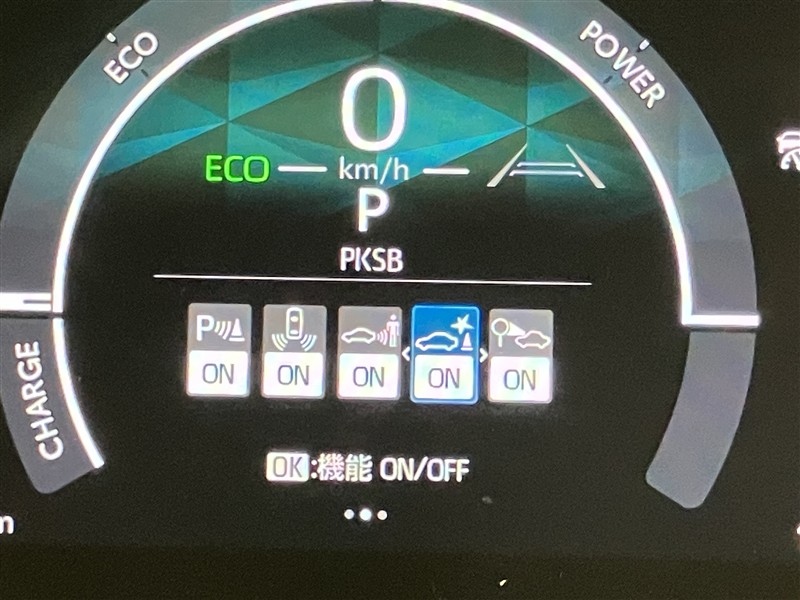 ECO
POWER
0
ECO km/h
P
PKSB
P
ON ON ON ON ON
CHARGE
OK:機能 ON/OFF
m